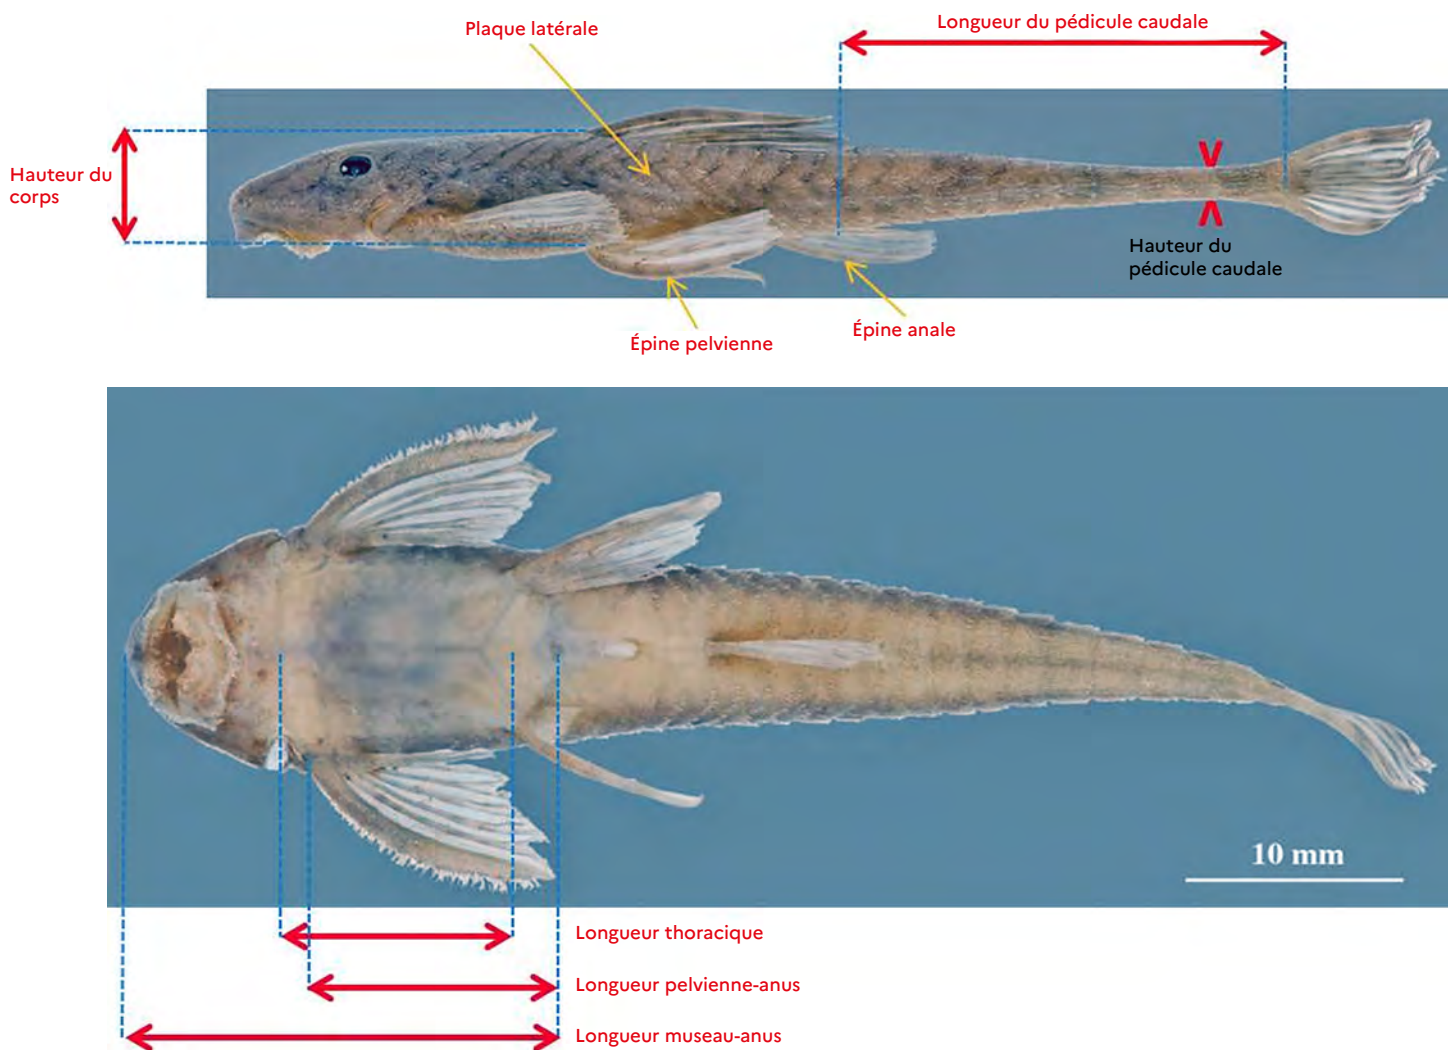 Plaque latérale
Longueur du pédicule caudale
Hauteur du
corps
Hauteur du
pédicule caudale
Épine pelvienne
Épine anale
10 mm
Longueur thoracique
Longueur pelvienne-anus
Longueur museau-anus